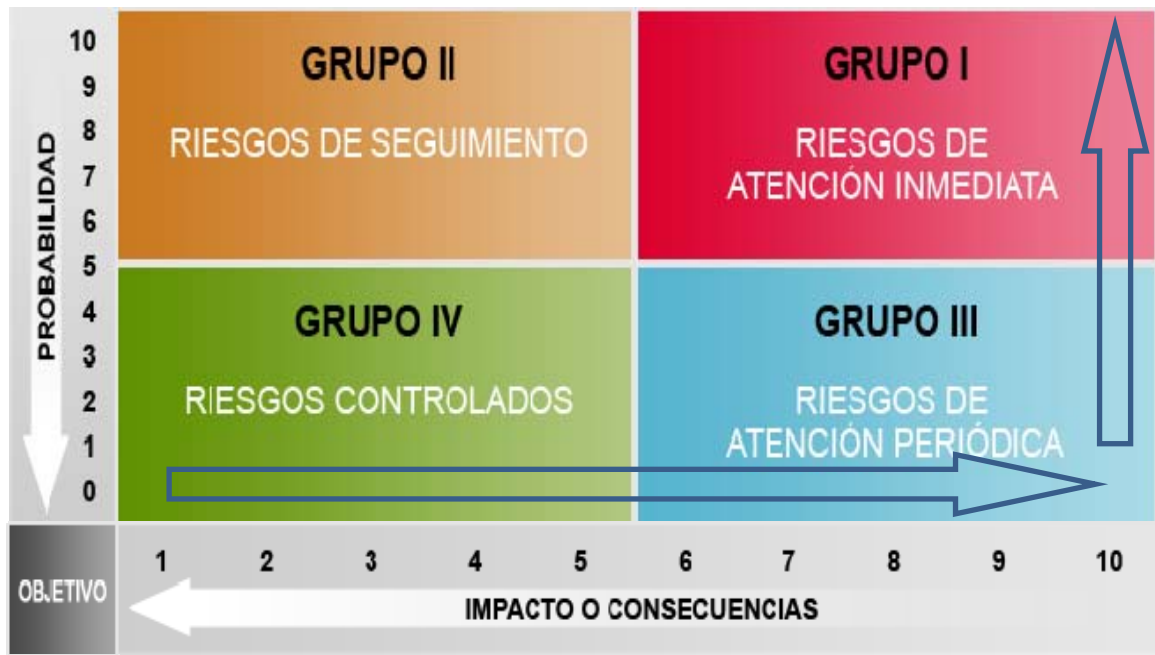 GRUPO II
RIESGOS DE SEGUIMIENTO
GRUPO I
RIESGOS DE
ATENCIÓN INMEDIATA
GRUPO IV
RIESGOS CONTROLADOS
GRUPO III
RIESGOS DE
ATENCIÓN PERIÓDICA
PROBABILIDAD
10
9
8
7
6
5
4
3
2
1
0
OBJETIVO
1 2 3 4 5 6 7 8 9 10
IMPACTO O CONSECUENCIAS